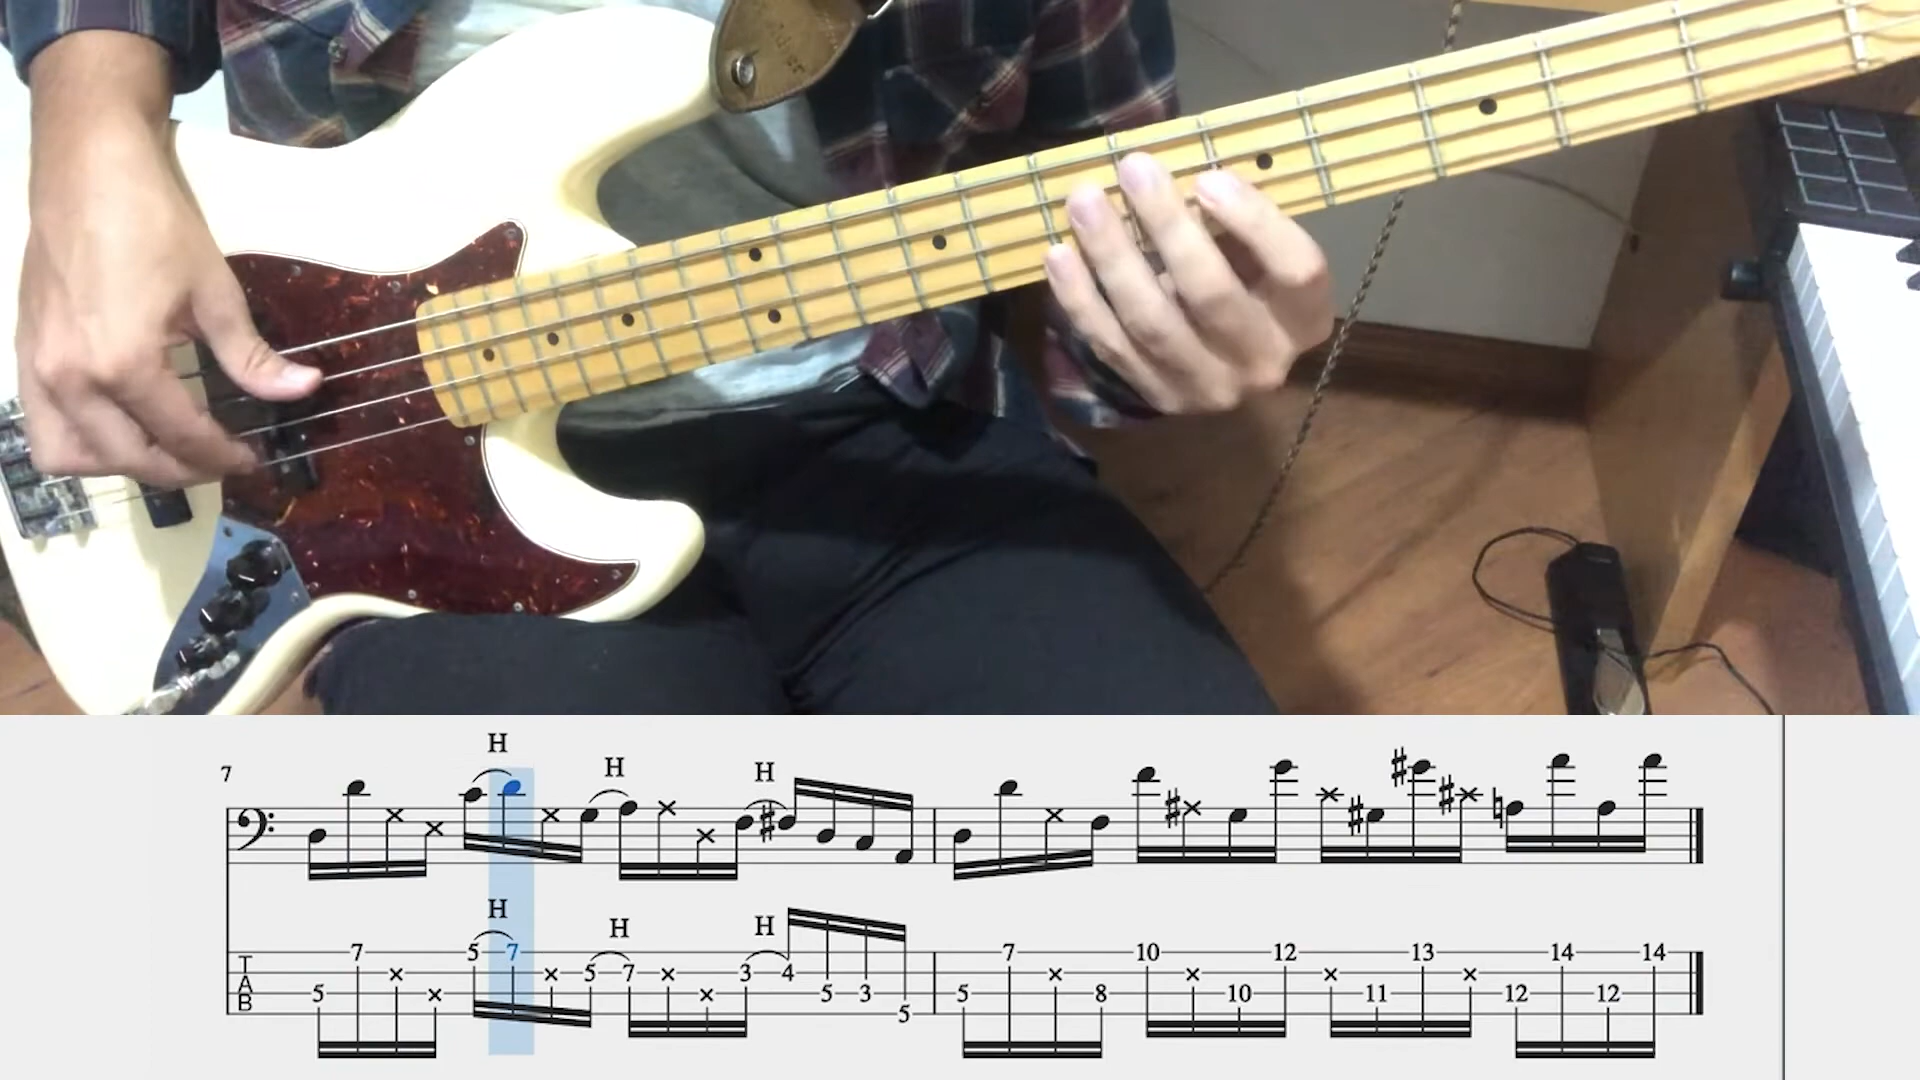 H
7 H H
♯ ♯ ♯ ♯ ♯ ♮
H H H
7 5 7 7 10 12 13 14 14
T × × 5 7 × 3 4 × × × ×
A 5 × × 5 3 5 8 10 11 12 12
B 5